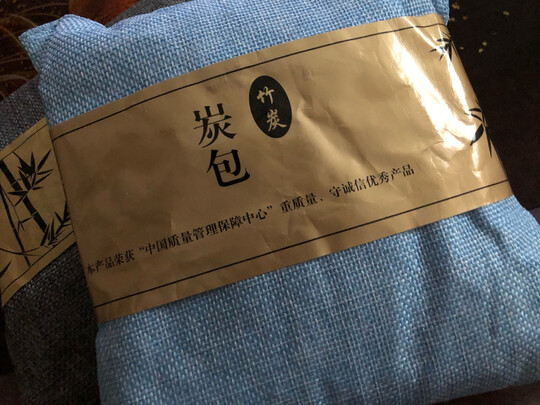 竹炭
炭包
本产品荣获“中国质量管理保障中心”重质量、守诚信优秀产品